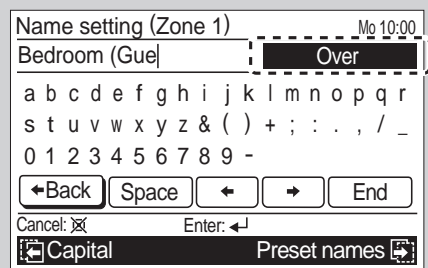 Name setting (Zone 1) Mo 10:00
Bedroom (Gue Over
a b c d e f g h i j k l m n o p q r
s t u v w x y z & ( ) + ; : . , / _
0 1 2 3 4 5 6 7 8 9 -
←Back Space ← → End
Cancel: Enter: ↵
Capital Preset names